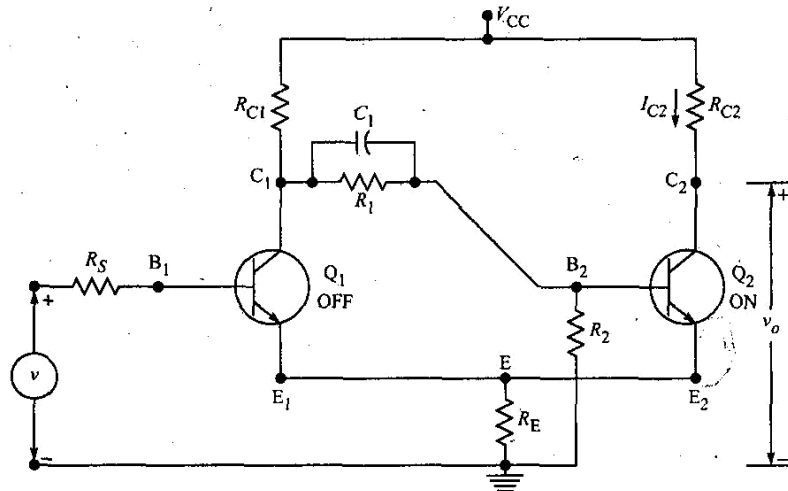 V_CC
R_C1
I_C2
R_C2
C_1
C_1
R_1
C_2
+
R_S
B_1
Q_1
OFF
B_2
Q_2
ON
+
R_2
v_o
v
E
E_1
E_2
R_E
−
−